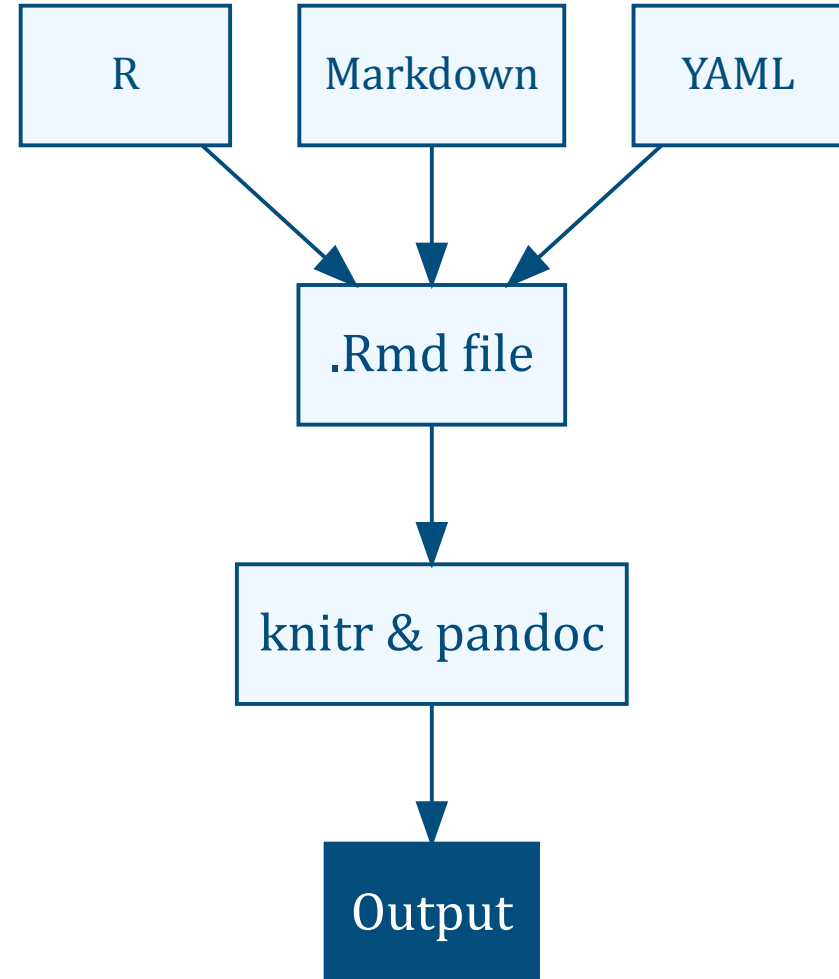 R
Markdown
YAML
.Rmd file
knitr & pandoc
Output